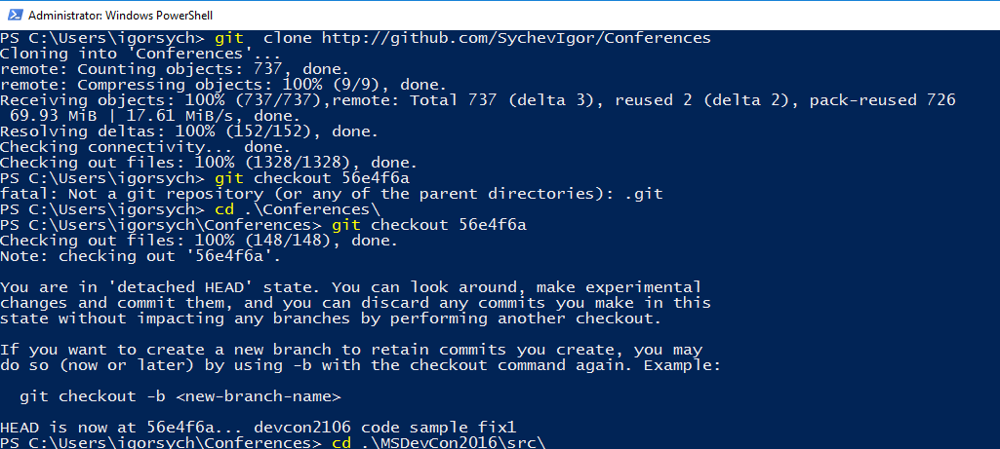 Administrator: Windows PowerShell
PS C:\Users\igorsych> git  clone http://github.com/SychevIgor/Conferences
Cloning into 'Conferences'...
remote: Counting objects: 737, done.
remote: Compressing objects: 100% (9/9), done.
Receiving objects: 100% (737/737),remote: Total 737 (delta 3), reused 2 (delta 2), pack-reused 726
 69.93 MiB | 17.61 MiB/s, done.
Resolving deltas: 100% (152/152), done.
Checking connectivity... done.
Checking out files: 100% (1328/1328), done.
PS C:\Users\igorsych> git checkout 56e4f6a
fatal: Not a git repository (or any of the parent directories): .git
PS C:\Users\igorsych> cd .\Conferences\
PS C:\Users\igorsych\Conferences> git checkout 56e4f6a
Checking out files: 100% (148/148), done.
Note: checking out '56e4f6a'.

You are in 'detached HEAD' state. You can look around, make experimental
changes and commit them, and you can discard any commits you make in this
state without impacting any branches by performing another checkout.

If you want to create a new branch to retain commits you create, you may
do so (now or later) by using -b with the checkout command again. Example:

  git checkout -b <new-branch-name>

HEAD is now at 56e4f6a... devcon2106 code sample fix1
PS C:\Users\igorsych\Conferences> cd .\MSDevCon2016\src\